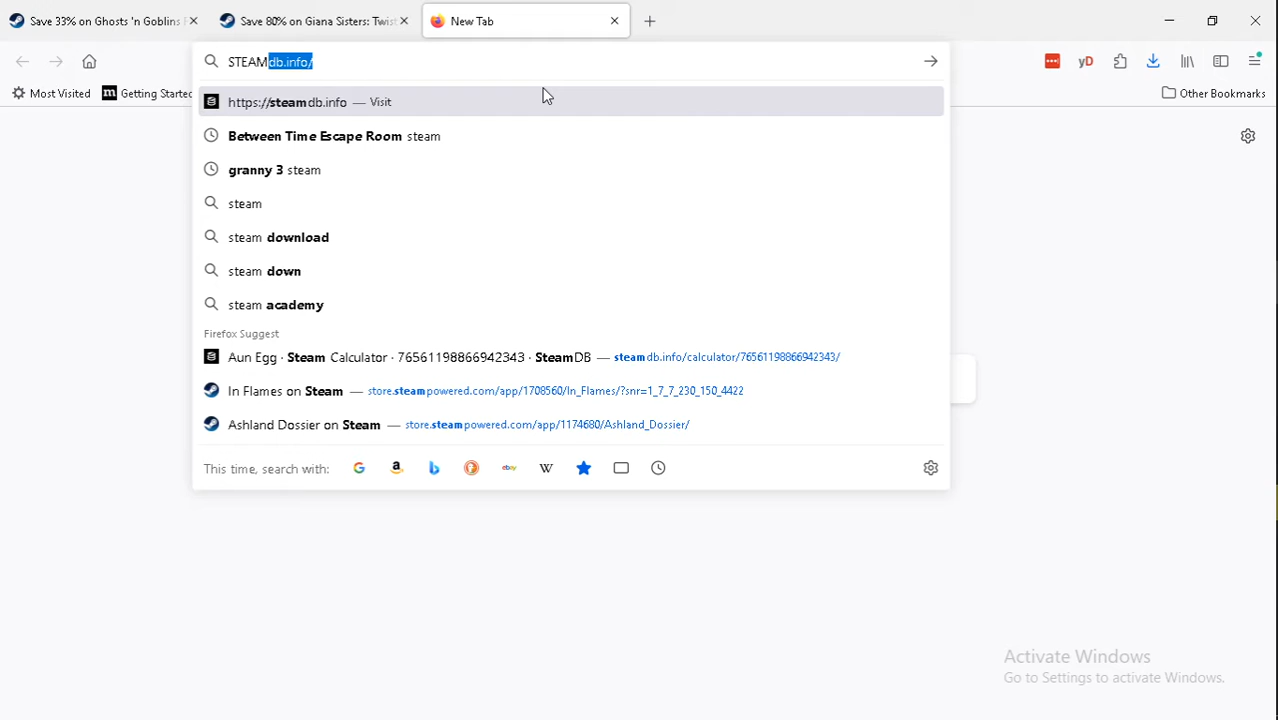 Save 33% on Ghosts 'n Goblins
Save 80% on Giana Sisters: Twist
New Tab
STEAMdb.info/
yD
Most Visited
m Getting Started
Other Bookmarks
https://steamdb.info — Visit
Between Time Escape Room steam
granny 3 steam
steam
steam download
steam down
steam academy
Firefox Suggest
Aun Egg · Steam Calculator · 76561198866942343 · SteamDB — steamdb.info/calculator/76561198866942343/
In Flames on Steam — store.steampowered.com/app/1708560/In_Flames/?snr=1_7_7_230_150_4422
Ashland Dossier on Steam — store.steampowered.com/app/1174680/Ashland_Dossier/
This time, search with: G a b ebay W
Activate Windows
Go to Settings to activate Windows.